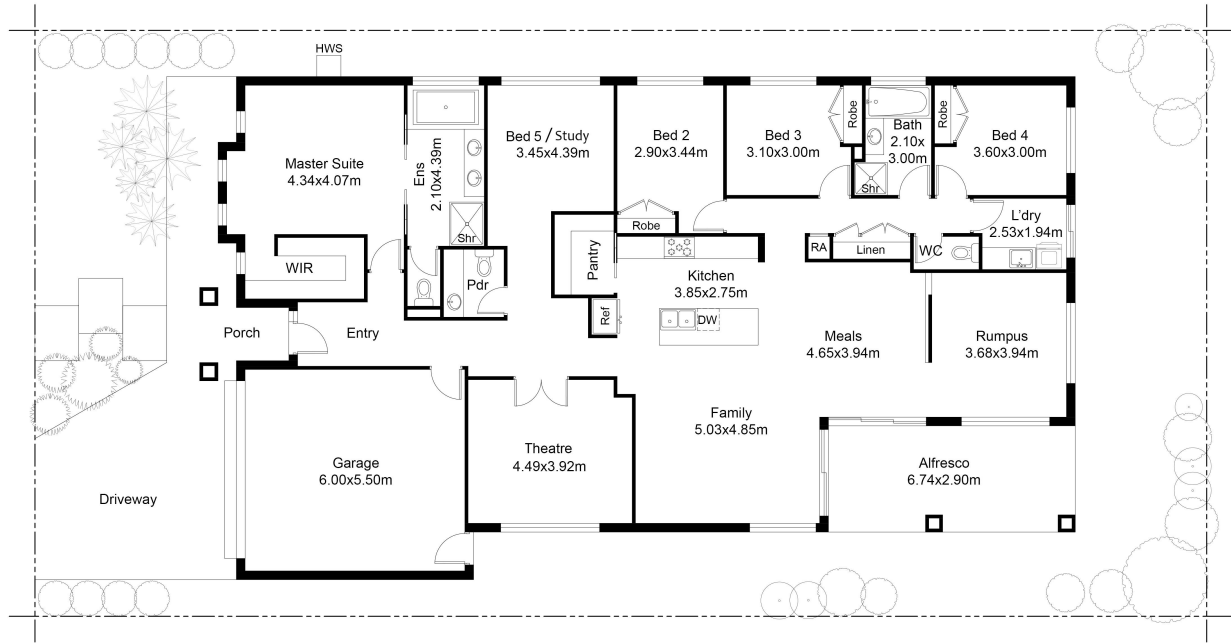 HWS
Master Suite
4.34x4.07m
Ens
2.10x4.39m
Shr
Bed 5 / Study
3.45x4.39m
Bed 2
2.90x3.44m
Robe
Bed 3
3.10x3.00m
Robe
Bath
2.10x
3.00m
Shr
Robe
Bed 4
3.60x3.00m
L'dry
2.53x1.94m
WC
Linen
RA
WIR
Pdr
Pantry
Ref
Kitchen
3.85x2.75m
DW
Porch
Entry
Meals
4.65x3.94m
Rumpus
3.68x3.94m
Family
5.03x4.85m
Theatre
4.49x3.92m
Garage
6.00x5.50m
Alfresco
6.74x2.90m
Driveway